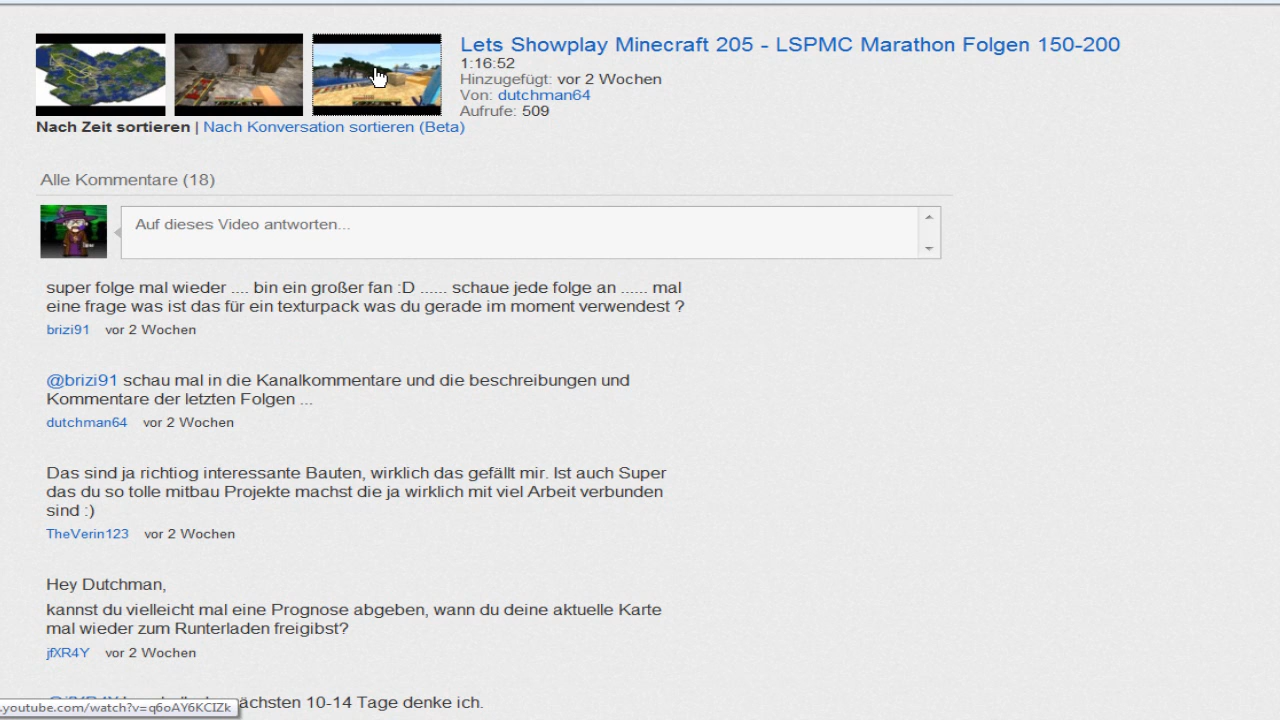 Lets Showplay Minecraft 205 - LSPMC Marathon Folgen 150-200
1:16:52
Hinzugefügt: vor 2 Wochen
Von: dutchman64
Aufrufe: 509
Nach Zeit sortieren | Nach Konversation sortieren (Beta)
Alle Kommentare (18)
Auf dieses Video antworten...
super folge mal wieder .... bin ein großer fan :D ...... schaue jede folge an ...... mal
eine frage was ist das für ein texturpack was du gerade im moment verwendest ?
brizi91 vor 2 Wochen
@brizi91 schau mal in die Kanalkommentare und die beschreibungen und
Kommentare der letzten Folgen ...
dutchman64 vor 2 Wochen
Das sind ja richtiog interessante Bauten, wirklich das gefällt mir. Ist auch Super
das du so tolle mitbau Projekte machst die ja wirklich mit viel Arbeit verbunden
sind :)
TheVerin123 vor 2 Wochen
Hey Dutchman,
kannst du vielleicht mal eine Prognose abgeben, wann du deine aktuelle Karte
mal wieder zum Runterladen freigibst?
jfXR4Y vor 2 Wochen
ächsten 10-14 Tage denke ich.
.youtube.com/watch?v=q6oAY6KCIZk